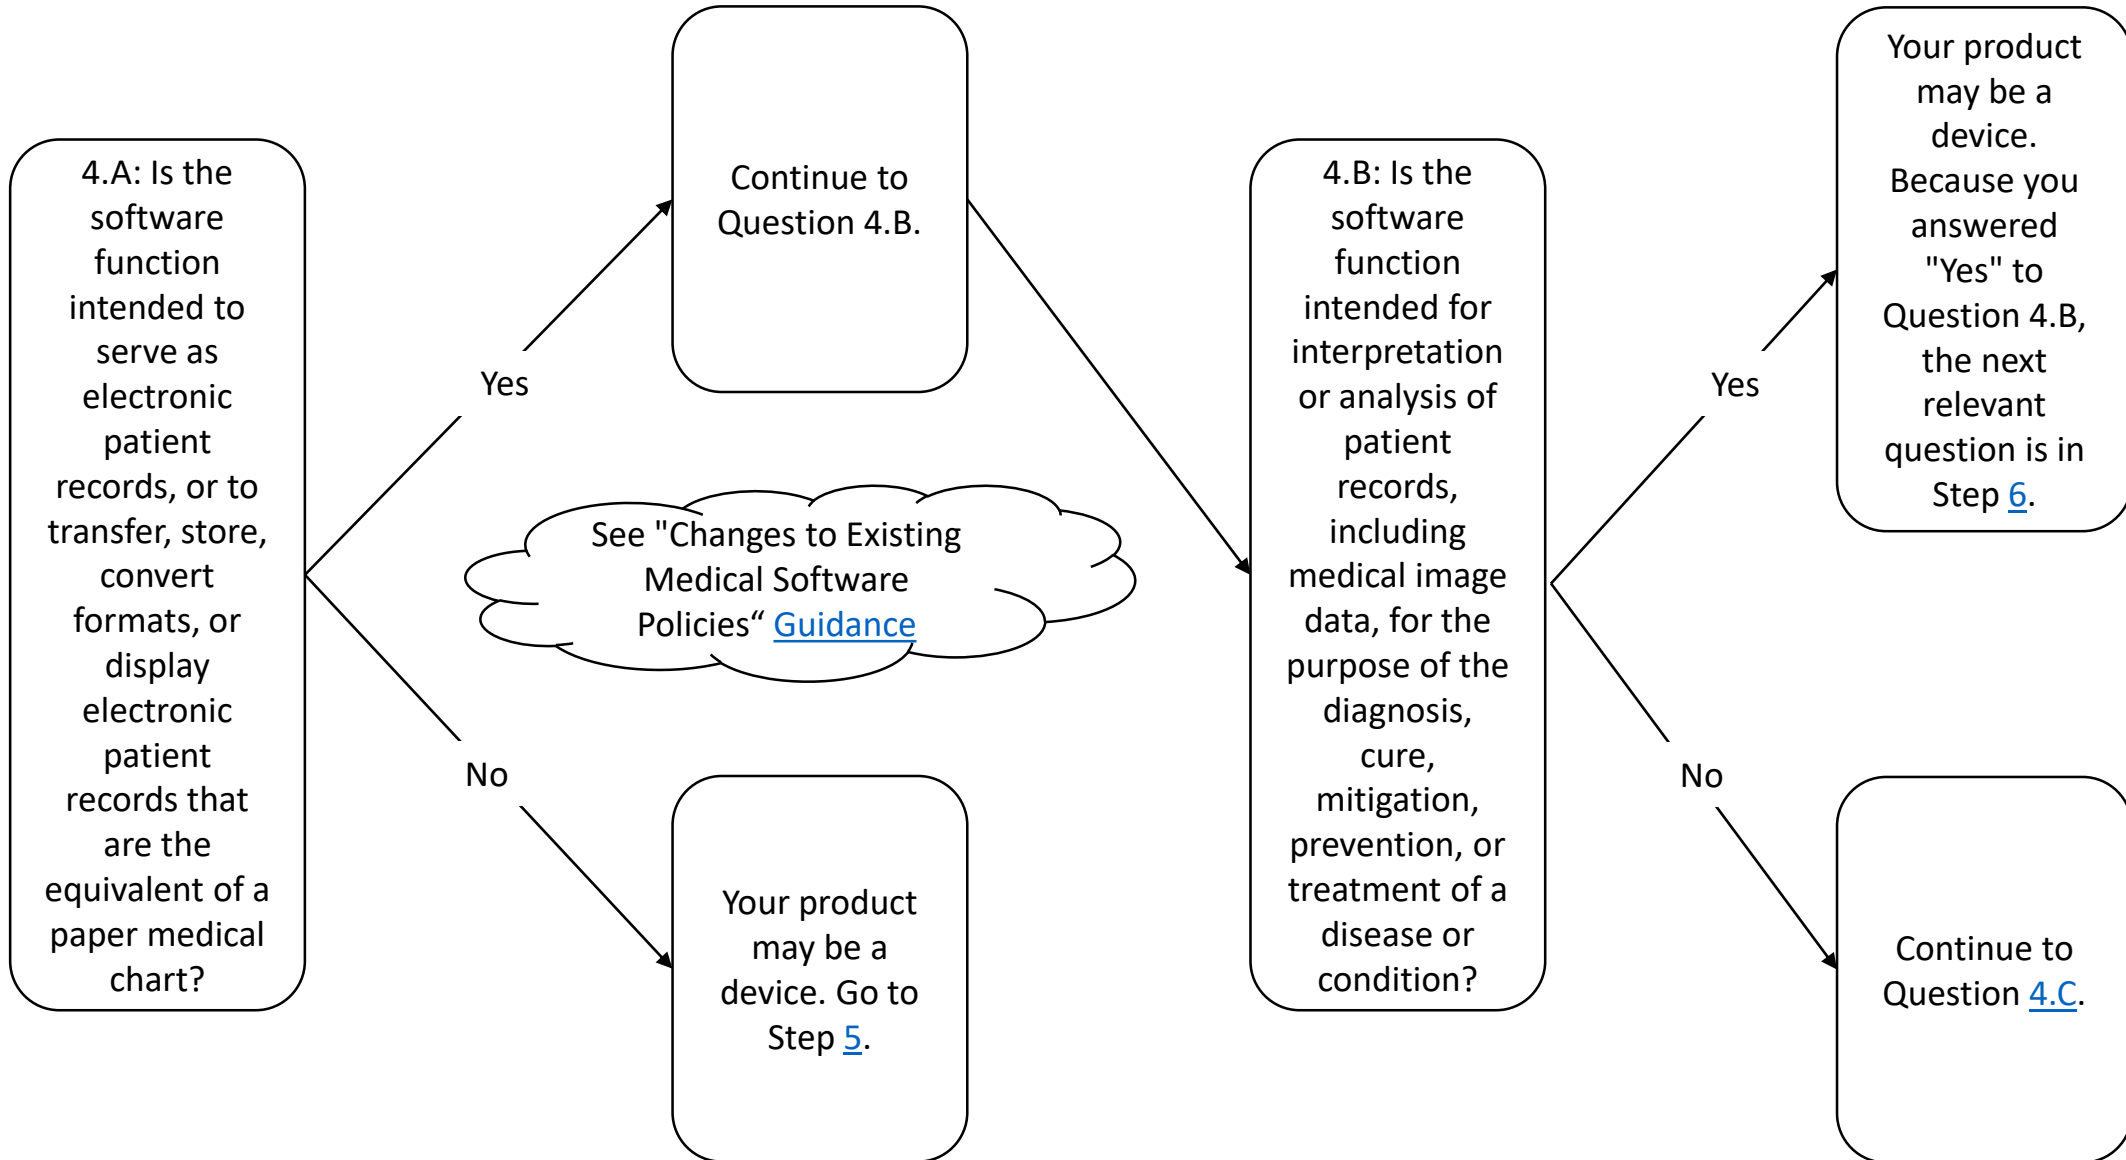 4.A: Is the
software
function
intended to
serve as
electronic
patient
records, or to
transfer, store,
convert
formats, or
display
electronic
patient
records that
are the
equivalent of a
paper medical
chart?
Yes
No
Continue to
Question 4.B.
See "Changes to Existing
Medical Software
Policies“ Guidance
Your product
may be a
device. Go to
Step 5.
4.B: Is the
software
function
intended for
interpretation
or analysis of
patient
records,
including
medical image
data, for the
purpose of the
diagnosis,
cure,
mitigation,
prevention, or
treatment of a
disease or
condition?
Yes
No
Your product
may be a
device.
Because you
answered
"Yes" to
Question 4.B,
the next
relevant
question is in
Step 6.
Continue to
Question 4.C.